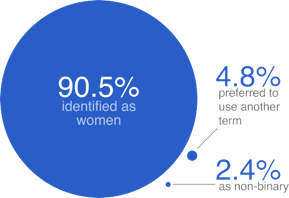 90.5%
identified as
women
4.8%
preferred to
use another
term
2.4%
as non-binary